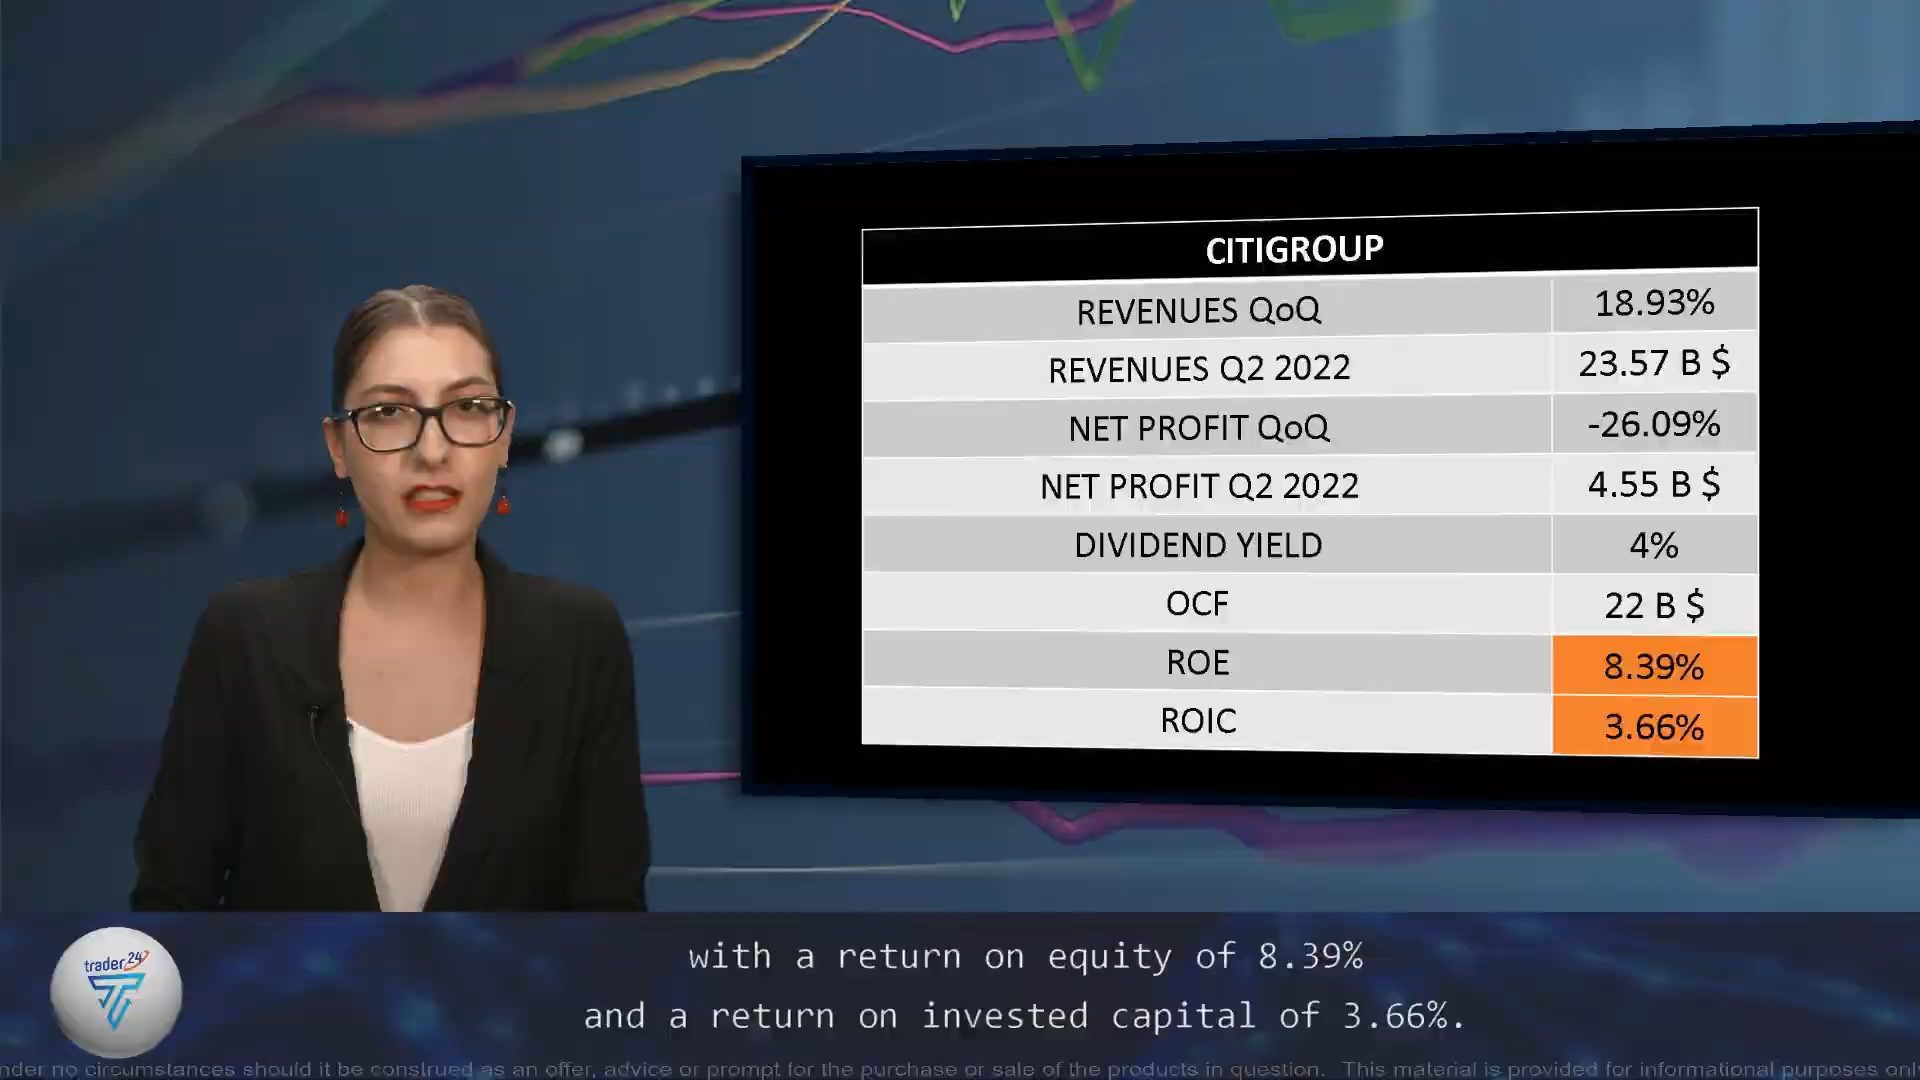 CITIGROUP
REVENUES QoQ 18.93%
REVENUES Q2 2022 23.57 B $
NET PROFIT QoQ -26.09%
NET PROFIT Q2 2022 4.55 B $
DIVIDEND YIELD 4%
OCF 22 B $
ROE 8.39%
ROIC 3.66%
trader 24
with a return on equity of 8.39%
and a return on invested capital of 3.66%.
no circumstances should it be construed as an offer, advice or prompt for the purchase or sale of the products in question. This material is provided for informational purposes